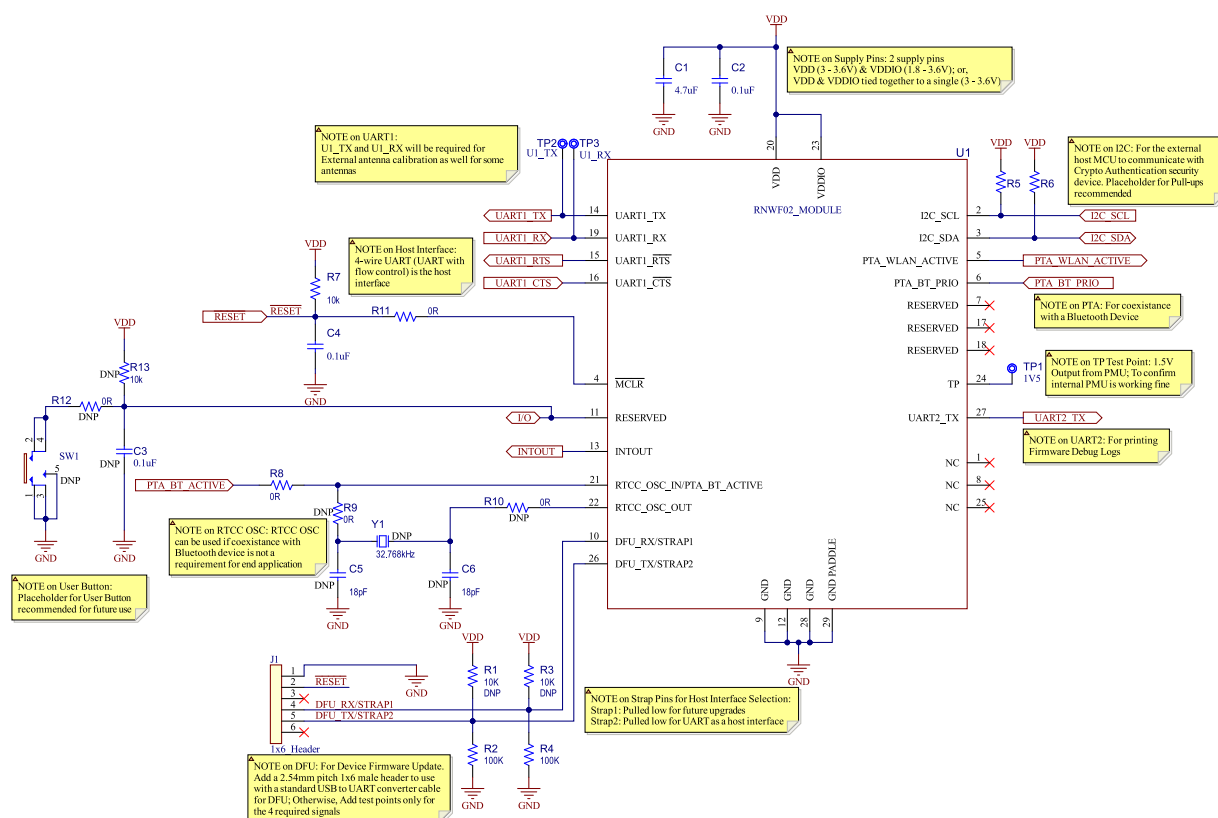 VDD
C1
4.7uF
GND
C2
0.1uF
GND
NOTE on Supply Pins: 2 supply pins
VDD (3 - 3.6V) & VDDIO (1.8 - 3.6V); or,
VDD & VDDIO tied together to a single (3 - 3.6V)
NOTE on UART1:
U1_TX and U1_RX will be required for
External antenna calibration as well for some
antennas
TP2
U1_TX
TP3
U1_RX
20
23
VDD
VDDIO
U1
RNWF02_MODULE
VDD
VDD
R5
R6
NOTE on I2C: For the external
host MCU to communicate with
Crypto Authentication security
device. Placeholder for Pull-ups
recommended
UART1_TX
14
UART1_TX
UART1_RX
19
UART1_RX
UART1_RTS
15
UART1_RTS
UART1_CTS
16
UART1_CTS
I2C_SCL
2
I2C_SCL
I2C_SDA
3
I2C_SDA
PTA_WLAN_ACTIVE
5
PTA_WLAN_ACTIVE
PTA_BT_PRIO
6
PTA_BT_PRIO
RESERVED
7
RESERVED
17
RESERVED
18
NOTE on PTA: For coexistance
with a Bluetooth Device
VDD
R7
10k
NOTE on Host Interface:
4-wire UART (UART with
flow control) is the host
interface
RESET
RESET
R11
0R
C4
0.1uF
GND
4
MCLR
TP
24
TP1
1V5
NOTE on TP Test Point: 1.5V
Output from PMU; To confirm
internal PMU is working fine
VDD
R13
DNP
10k
R12
0R
DNP
I/O
11
RESERVED
UART2_TX
27
UART2_TX
NOTE on UART2: For printing
Firmware Debug Logs
2
4
SW1
5
DNP
1
3
GND
C3
DNP
0.1uF
GND
INTOUT
13
INTOUT
NC
1
NC
8
NC
25
PTA_BT_ACTIVE
R8
0R
21
RTCC_OSC_IN/PTA_BT_ACTIVE
R9
DNP
0R
R10
0R
DNP
22
RTCC_OSC_OUT
NOTE on RTCC OSC: RTCC OSC
can be used if coexistance with
Bluetooth device is not a
requirement for end application
Y1
DNP
32,768kHz
C5
DNP
18pF
GND
C6
DNP
18pF
GND
10
DFU_RX/STRAP1
26
DFU_TX/STRAP2
NOTE on User Button:
Placeholder for User Button
recommended for future use
GND
GND
GND
GND PADDLE
9
12
28
29
GND
J1
1
2
RESET
3
4
DFU_RX/STRAP1
5
DFU_TX/STRAP2
6
1x6_Header
GND
VDD
R1
10K
DNP
VDD
R3
10K
DNP
R2
100K
GND
R4
100K
GND
NOTE on Strap Pins for Host Interface Selection:
Strap1: Pulled low for future upgrades
Strap2: Pulled low for UART as a host interface
NOTE on DFU: For Device Firmware Update.
Add a 2.54mm pitch 1x6 male header to use
with a standard USB to UART converter cable
for DFU; Otherwise, Add test points only for
the 4 required signals